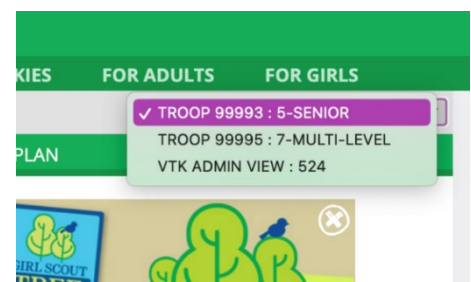 KIES FOR ADULTS FOR GIRLS
✓ TROOP 99993 : 5-SENIOR
TROOP 99995 : 7-MULTI-LEVEL
PLAN
VTK ADMIN VIEW : 524
GIRL SCOUT
TREE